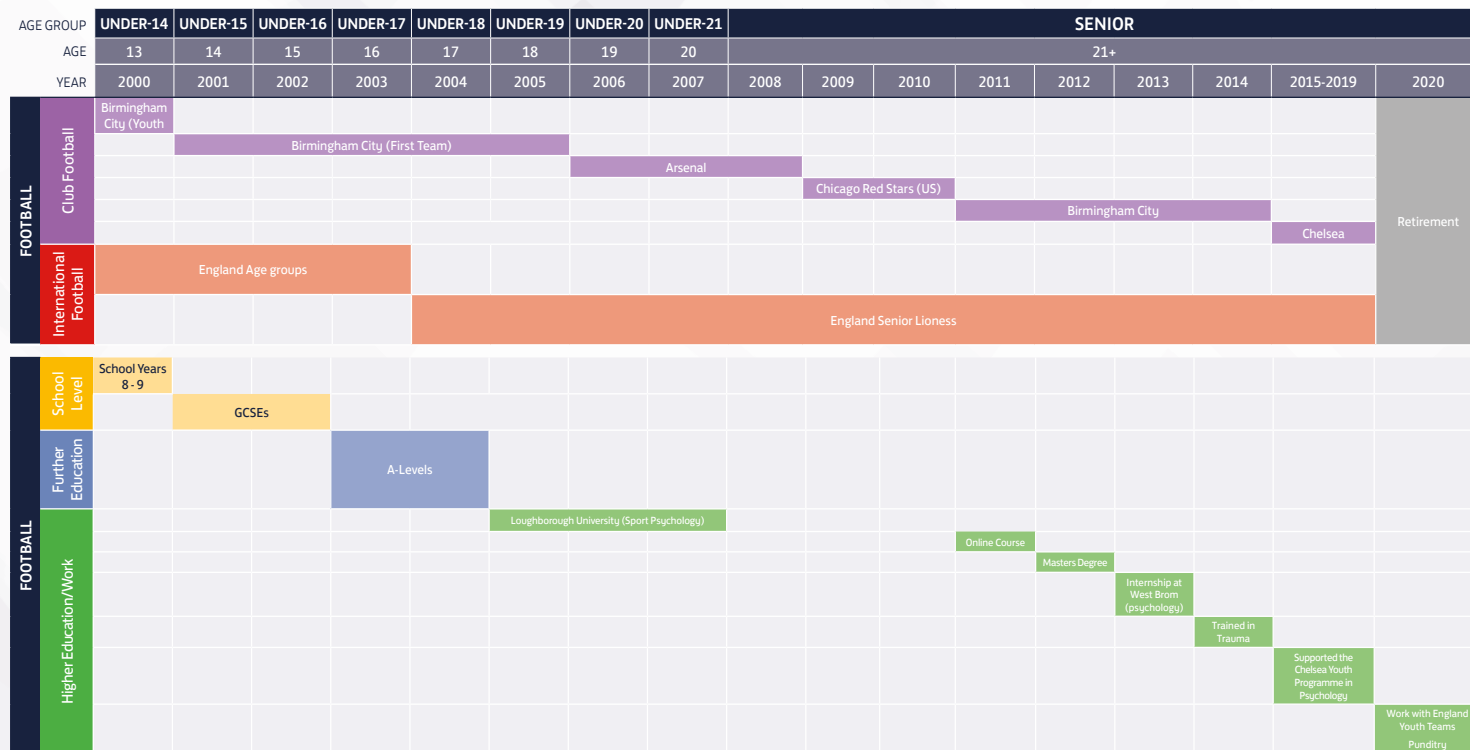 AGE GROUP UNDER-14 UNDER-15 UNDER-16 UNDER-17 UNDER-18 UNDER-19 UNDER-20 UNDER-21 SENIOR
AGE 13 14 15 16 17 18 19 20 21+
YEAR 2000 2001 2002 2003 2004 2005 2006 2007 2008 2009 2010 2011 2012 2013 2014 2015-2019 2020
FOOTBALL
Club Football
Birmingham
City (Youth
Birmingham City (First Team)
Arsenal
Chicago Red Stars (US)
Birmingham City
Chelsea
Retirement
International
Football
England Age groups
England Senior Lioness
FOOTBALL
School
Level
School Years
8 - 9
GCSEs
Further
Education
A-Levels
Higher Education/Work
Loughborough University (Sport Psychology)
Online Course
Masters Degree
Internship at
West Brom
(psychology)
Trained in
Trauma
Supported the
Chelsea Youth
Programme in
Psychology
Work with England
Youth Teams
Punditry